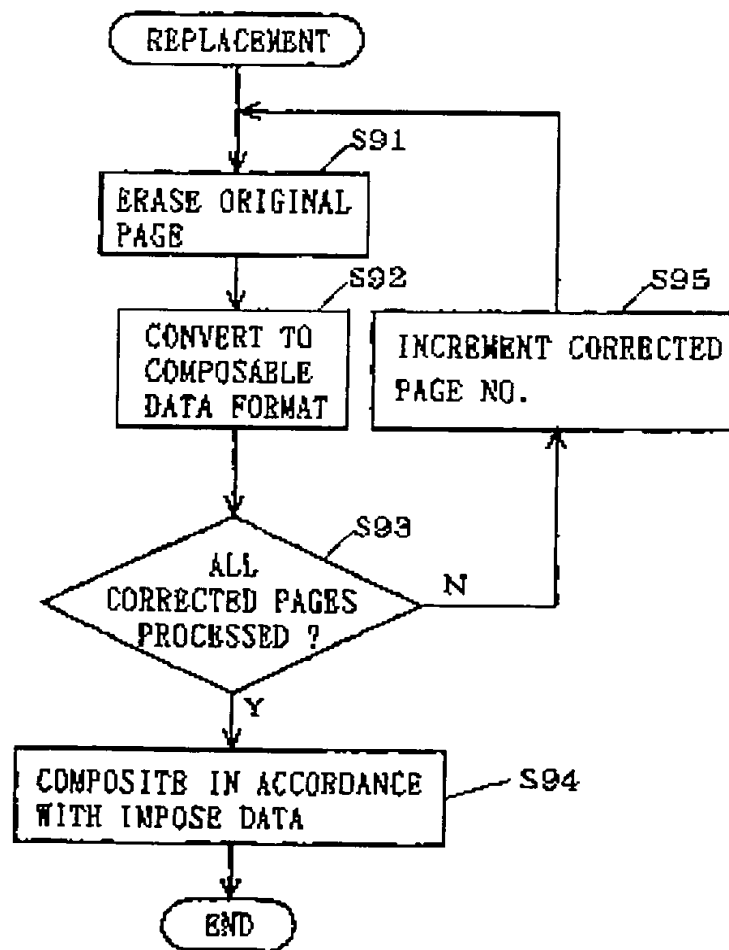 REPLACEMENT
S91
ERASE ORIGINAL
PAGE
S92
CONVERT TO
COMPOSABLE
DATA FORMAT
S95
INCREMENT CORRECTED
PAGE NO.
S93
ALL
CORRECTED PAGES
PROCESSED ?
N
Y
COMPOSITE IN ACCORDANCE
WITH IMPOSE DATA
S94
END